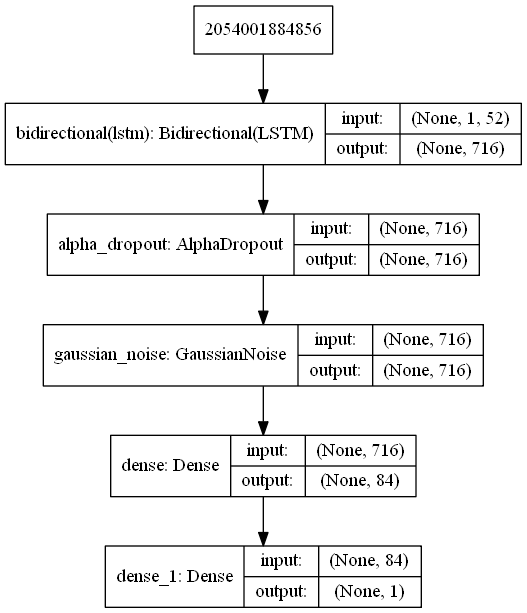 2054001884856
bidirectional(lstm): Bidirectional(LSTM)
input: (None, 1, 52)
output: (None, 716)
alpha_dropout: AlphaDropout
input: (None, 716)
output: (None, 716)
gaussian_noise: GaussianNoise
input: (None, 716)
output: (None, 716)
dense: Dense
input: (None, 716)
output: (None, 84)
dense_1: Dense
input: (None, 84)
output: (None, 1)